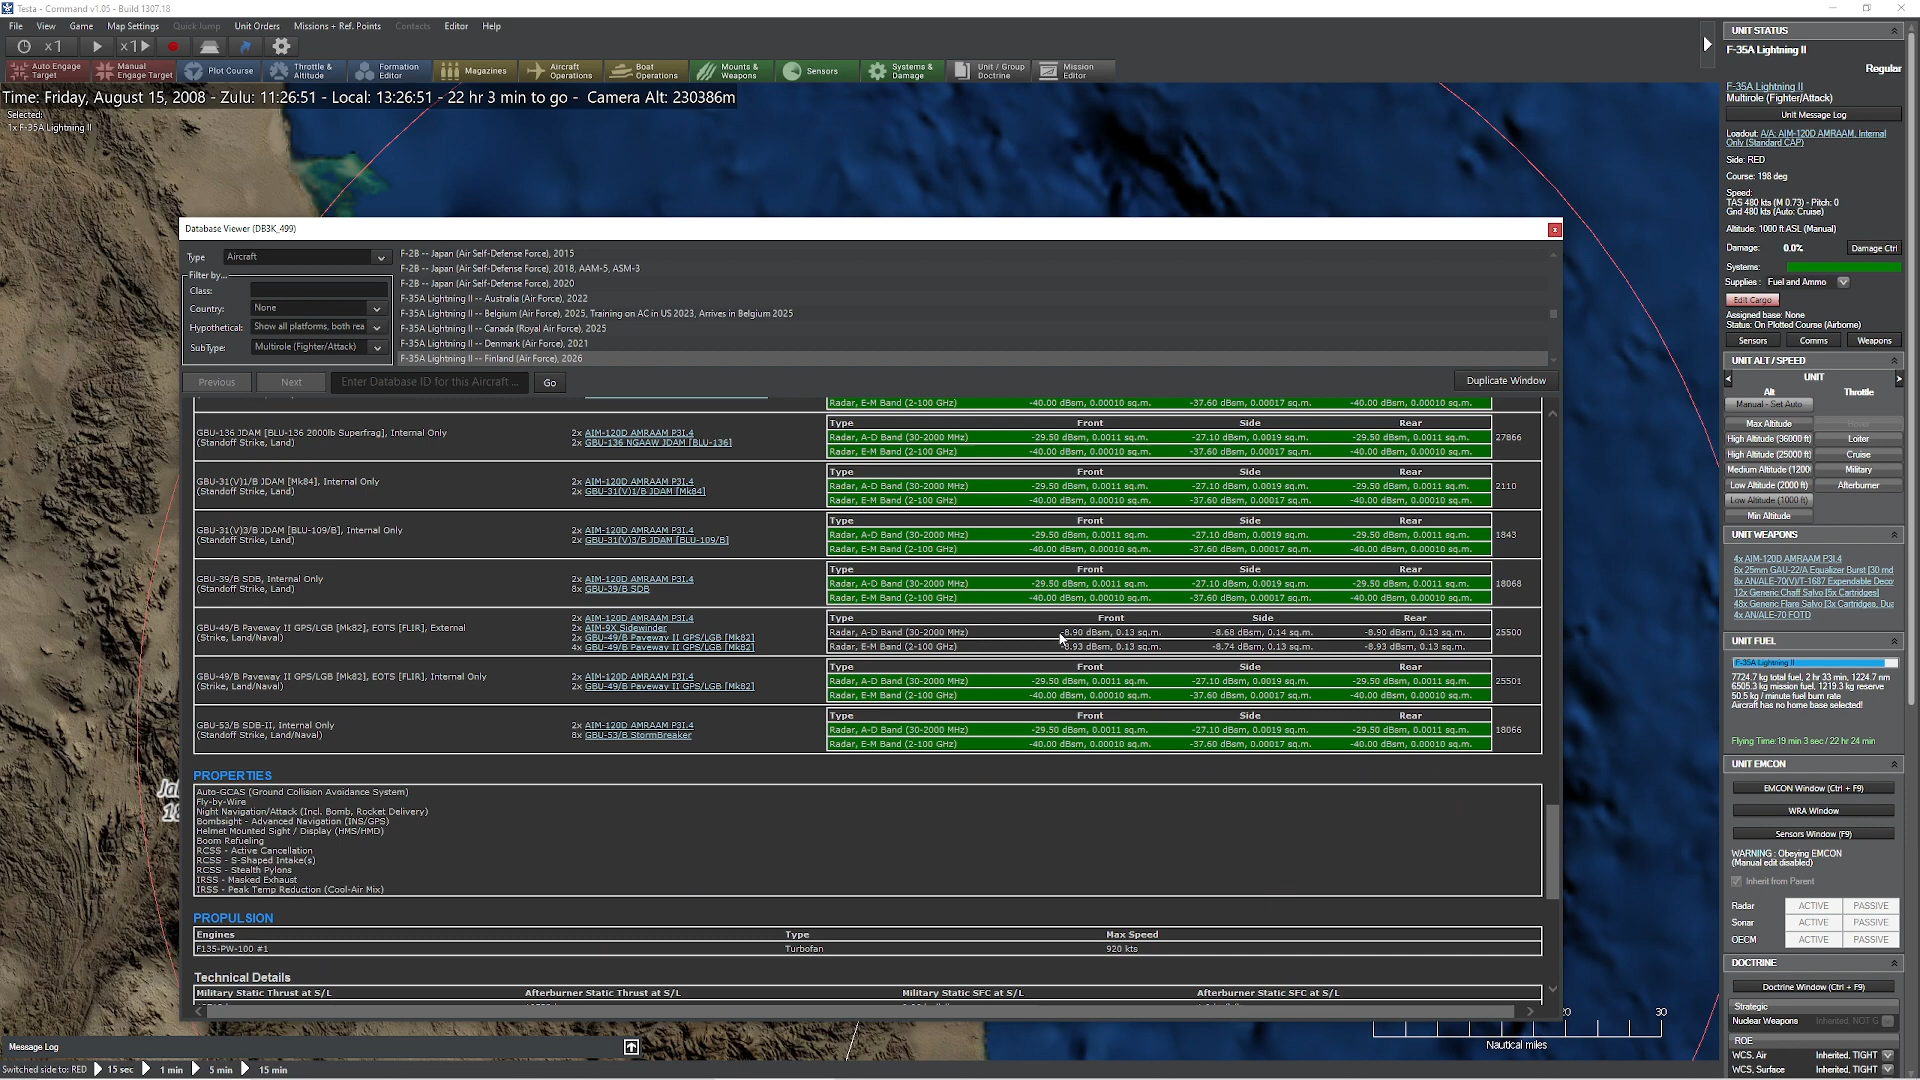 Testa - Command v1.05 - Build 1307.18
File View Game Map Settings Quick Jump Unit Orders Missions + Ref. Points Contacts Editor Help
x1 x1
Auto Engage Target Manual Engage Target Plot Course Throttle & Altitude Formation Editor Magazines Aircraft Operations Boat Operations Mounts & Weapons Sensors Systems & Damage Unit / Group Doctrine Mission Editor
Time: Friday, August 15, 2008 - Zulu: 11:26:51 - Local: 13:26:51 - 22 hr 3 min to go - Camera Alt: 230386m
Selected:
1x F-35A Lightning II
Database Viewer (DB3K_499)
x
Type Aircraft
Filter by...
Class:
Country: None
Hypothetical: Show all platforms, both rea
SubType: Multirole (Fighter/Attack)
F-2B -- Japan (Air Self-Defense Force), 2015
F-2B -- Japan (Air Self-Defense Force), 2018, AAM-5, ASM-3
F-2B -- Japan (Air Self-Defense Force), 2020
F-35A Lightning II -- Australia (Air Force), 2022
F-35A Lightning II -- Belgium (Air Force), 2025, Training on AC in US 2023, Arrives in Belgium 2025
F-35A Lightning II -- Canada (Royal Air Force), 2025
F-35A Lightning II -- Denmark (Air Force), 2021
F-35A Lightning II -- Finland (Air Force), 2026
Previous Next Enter Database ID for this Aircraft ... Go Duplicate Window
Radar, E-M Band (2-100 GHz) -40.00 dBsm, 0.00010 sq.m. -37.60 dBsm, 0.00017 sq.m. -40.00 dBsm, 0.00010 sq.m.
GBU-136 JDAM [BLU-136 2000lb Superfrag], Internal Only
(Standoff Strike, Land)
2x AIM-120D AMRAAM P3I.4
2x GBU-136 NGAAW JDAM [BLU-136]
Type Front Side Rear
Radar, A-D Band (30-2000 MHz) -29.50 dBsm, 0.0011 sq.m. -27.10 dBsm, 0.0019 sq.m. -29.50 dBsm, 0.0011 sq.m.
Radar, E-M Band (2-100 GHz) -40.00 dBsm, 0.00010 sq.m. -37.60 dBsm, 0.00017 sq.m. -40.00 dBsm, 0.00010 sq.m.
27866
GBU-31(V)1/B JDAM [Mk84], Internal Only
(Standoff Strike, Land)
2x AIM-120D AMRAAM P3I.4
2x GBU-31(V)1/B JDAM [Mk84]
Type Front Side Rear
Radar, A-D Band (30-2000 MHz) -29.50 dBsm, 0.0011 sq.m. -27.10 dBsm, 0.0019 sq.m. -29.50 dBsm, 0.0011 sq.m.
Radar, E-M Band (2-100 GHz) -40.00 dBsm, 0.00010 sq.m. -37.60 dBsm, 0.00017 sq.m. -40.00 dBsm, 0.00010 sq.m.
2110
GBU-31(V)3/B JDAM [BLU-109/B], Internal Only
(Standoff Strike, Land)
2x AIM-120D AMRAAM P3I.4
2x GBU-31(V)3/B JDAM [BLU-109/B]
Type Front Side Rear
Radar, A-D Band (30-2000 MHz) -29.50 dBsm, 0.0011 sq.m. -27.10 dBsm, 0.0019 sq.m. -29.50 dBsm, 0.0011 sq.m.
Radar, E-M Band (2-100 GHz) -40.00 dBsm, 0.00010 sq.m. -37.60 dBsm, 0.00017 sq.m. -40.00 dBsm, 0.00010 sq.m.
1843
GBU-39/B SDB, Internal Only
(Standoff Strike, Land)
2x AIM-120D AMRAAM P3I.4
8x GBU-39/B SDB
Type Front Side Rear
Radar, A-D Band (30-2000 MHz) -29.50 dBsm, 0.0011 sq.m. -27.10 dBsm, 0.0019 sq.m. -29.50 dBsm, 0.0011 sq.m.
Radar, E-M Band (2-100 GHz) -40.00 dBsm, 0.00010 sq.m. -37.60 dBsm, 0.00017 sq.m. -40.00 dBsm, 0.00010 sq.m.
18068
GBU-49/B Paveway II GPS/LGB [Mk82], EOTS [FLIR], External
(Strike, Land/Naval)
2x AIM-120D AMRAAM P3I.4
2x AIM-9X Sidewinder
2x GBU-49/B Paveway II GPS/LGB [Mk82]
4x GBU-49/B Paveway II GPS/LGB [Mk82]
Type Front Side Rear
Radar, A-D Band (30-2000 MHz) -8.90 dBsm, 0.13 sq.m. -8.68 dBsm, 0.14 sq.m. -8.90 dBsm, 0.13 sq.m.
Radar, E-M Band (2-100 GHz) -8.93 dBsm, 0.13 sq.m. -8.74 dBsm, 0.13 sq.m. -8.93 dBsm, 0.13 sq.m.
25500
GBU-49/B Paveway II GPS/LGB [Mk82], EOTS [FLIR], Internal Only
(Strike, Land/Naval)
2x AIM-120D AMRAAM P3I.4
2x GBU-49/B Paveway II GPS/LGB [Mk82]
Type Front Side Rear
Radar, A-D Band (30-2000 MHz) -29.50 dBsm, 0.0011 sq.m. -27.10 dBsm, 0.0019 sq.m. -29.50 dBsm, 0.0011 sq.m.
Radar, E-M Band (2-100 GHz) -40.00 dBsm, 0.00010 sq.m. -37.60 dBsm, 0.00017 sq.m. -40.00 dBsm, 0.00010 sq.m.
25501
GBU-53/B SDB-II, Internal Only
(Standoff Strike, Land/Naval)
2x AIM-120D AMRAAM P3I.4
8x GBU-53/B StormBreaker
Type Front Side Rear
Radar, A-D Band (30-2000 MHz) -29.50 dBsm, 0.0011 sq.m. -27.10 dBsm, 0.0019 sq.m. -29.50 dBsm, 0.0011 sq.m.
Radar, E-M Band (2-100 GHz) -40.00 dBsm, 0.00010 sq.m. -37.60 dBsm, 0.00017 sq.m. -40.00 dBsm, 0.00010 sq.m.
18066
PROPERTIES
Auto-GCAS (Ground Collision Avoidance System)
Fly-by-Wire
Night Navigation/Attack (Incl. Bomb, Rocket Delivery)
Bombsight - Advanced Navigation (INS/GPS)
Helmet Mounted Sight / Display (HMS/HMD)
Boom Refueling
RCSS - Active Cancellation
RCSS - S-Shaped Intake(s)
RCSS - Stealth Pylons
IRSS - Masked Exhaust
IRSS - Peak Temp Reduction (Cool-Air Mix)
PROPULSION
Engines Type Max Speed
F135-PW-100 #1 Turbofan 920 kts
Technical Details
Military Static Thrust at S/L Afterburner Static Thrust at S/L Military Static SFC at S/L Afterburner Static SFC at S/L
30
Nautical miles
Message Log
Switched side to: RED 15 sec 1 min 5 min 15 min
UNIT STATUS
F-35A Lightning II
Regular
F-35A Lightning II
Multirole (Fighter/Attack)
Unit Message Log
Loadout: A/A: AIM-120D AMRAAM, Internal
Only (Standard CAP)
Side: RED
Course: 198 deg
Speed:
TAS 480 kts (M 0.73) - Pitch: 0
Gnd 480 kts (Auto: Cruise)
Altitude: 1000 ft ASL (Manual)
Damage: 0.0% Damage Ctrl
Systems:
Supplies: Fuel and Ammo
Edit Cargo
Assigned base: None
Status: On Plotted Course (Airborne)
Sensors Comms Weapons
UNIT ALT / SPEED
UNIT
Alt Throttle
Manual - Set Auto
Max Altitude
High Altitude (36000 ft) Loiter
High Altitude (25000 ft) Cruise
Medium Altitude (1200 Military
Low Altitude (2000 ft) Afterburner
Low Altitude (1000 ft)
Min Altitude
UNIT WEAPONS
4x AIM-120D AMRAAM P3I.4
6x 25mm GAU-22/A Equalizer Burst [30 rnd
8x AN/ALE-70(V)/T-1687 Expendable Deco
12x Generic Chaff Salvo [5x Cartridges]
48x Generic Flare Salvo [3x Cartridges, Dua
4x AN/ALE-70 FOTD
UNIT FUEL
F-35A Lightning II
7724.7 kg total fuel, 2 hr 33 min, 1224.7 nm
6505.3 kg mission fuel, 1219.3 kg reserve
50.5 kg / minute fuel burn rate
Aircraft has no home base selected!
Flying Time: 19 min 3 sec / 22 hr 24 min
UNIT EMCON
EMCON Window (Ctrl + F9)
WRA Window
Sensors Window (F9)
WARNING : Obeying EMCON
(Manual edit disabled)
Inherit from Parent
Radar ACTIVE PASSIVE
Sonar ACTIVE PASSIVE
OECM ACTIVE PASSIVE
DOCTRINE
Doctrine Window (Ctrl + F9)
Strategic
Nuclear Weapons Inherited, NOT G
ROE
WCS, Air Inherited, TIGHT
WCS, Surface Inherited, TIGHT